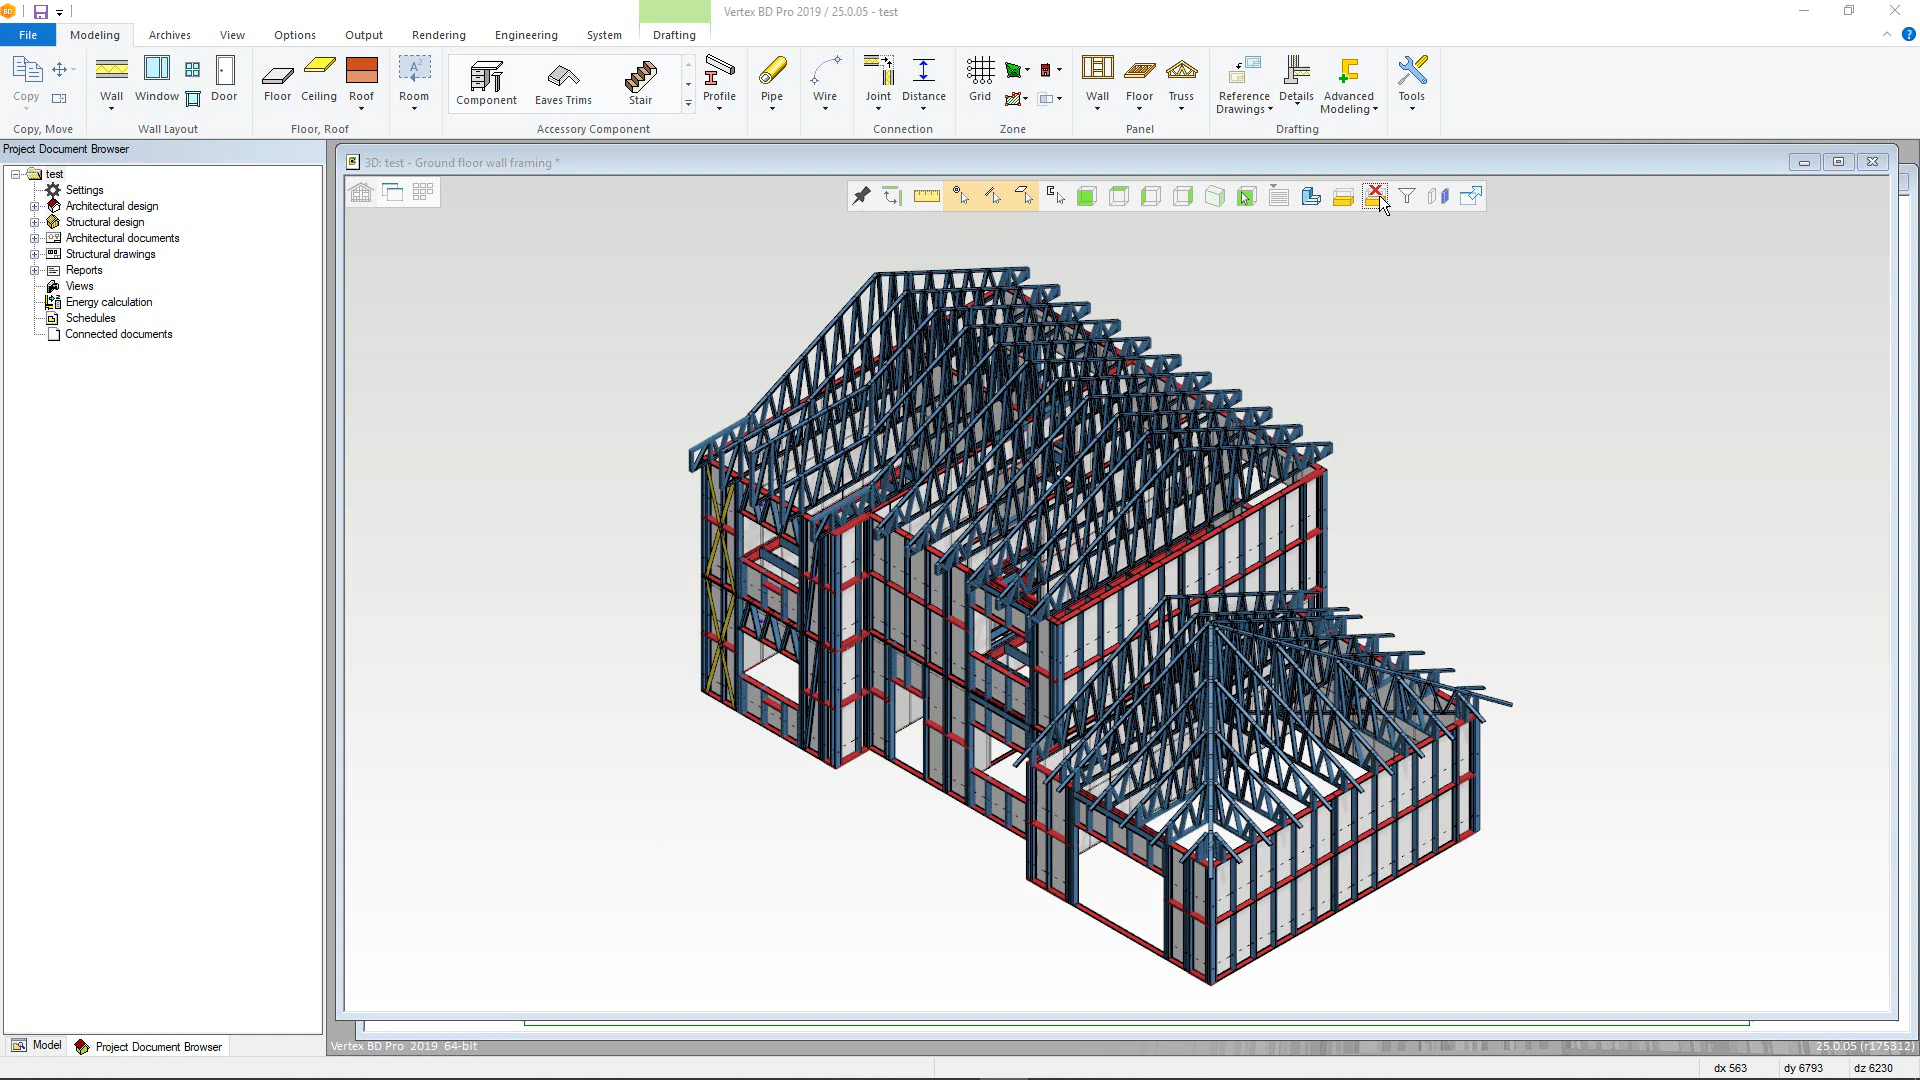 BD
Vertex BD Pro 2019 / 25.0.05 - test
File
Modeling
Archives
View
Options
Output
Rendering
Engineering
System
Drafting
Copy
Wall
Window
Door
Floor
Ceiling
Roof
Room
Component
Eaves Trims
Stair
Profile
Pipe
Wire
Joint
Distance
Grid
Wall
Floor
Truss
Reference
Drawings
Details
Advanced
Modeling
Tools
Copy, Move
Wall Layout
Floor, Roof
Accessory Component
Connection
Zone
Panel
Drafting
Project Document Browser
test
Settings
Architectural design
Structural design
Architectural documents
Structural drawings
Reports
Views
Energy calculation
Schedules
Connected documents
3D: test - Ground floor wall framing *
Model
Project Document Browser
Vertex BD Pro 2019 64-bit
25.0.05 (r175312)
dx 563
dy 6793
dz 6230